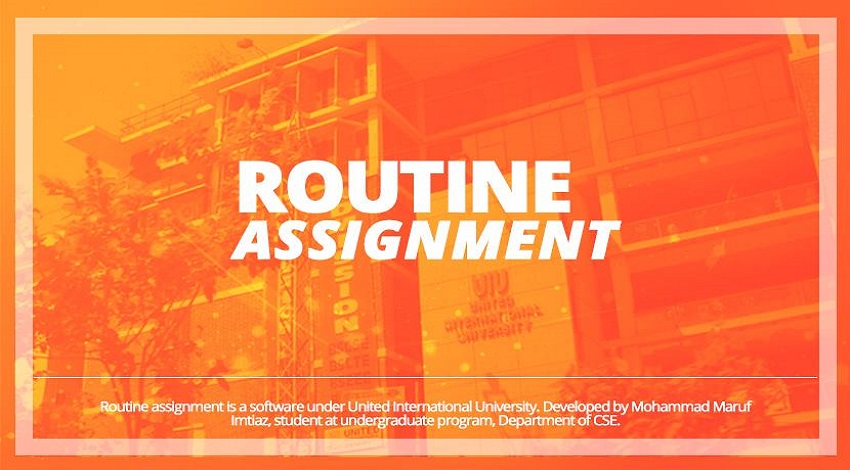 ROUTINE
ASSIGNMENT
UIU
UNITED
INTERNATIONAL
UNIVERSITY
Routine assignment is a software under United International University. Developed by Mohammad Maruf
Imtiaz, student at undergraduate program, Department of CSE.